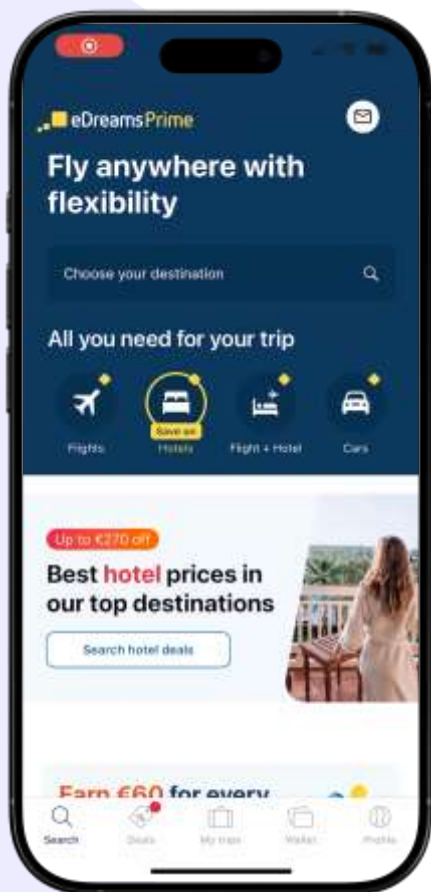 eDreamsPrime
Fly anywhere with
flexibility
Choose your destination
All you need for your trip
Save on
Flights
Hotels
Flight + Hotel
Cars
Up to €270 off
Best hotel prices in
our top destinations
Search hotel deals
Earn €60 for every
Search
Deals
My trips
Wallet
Profile